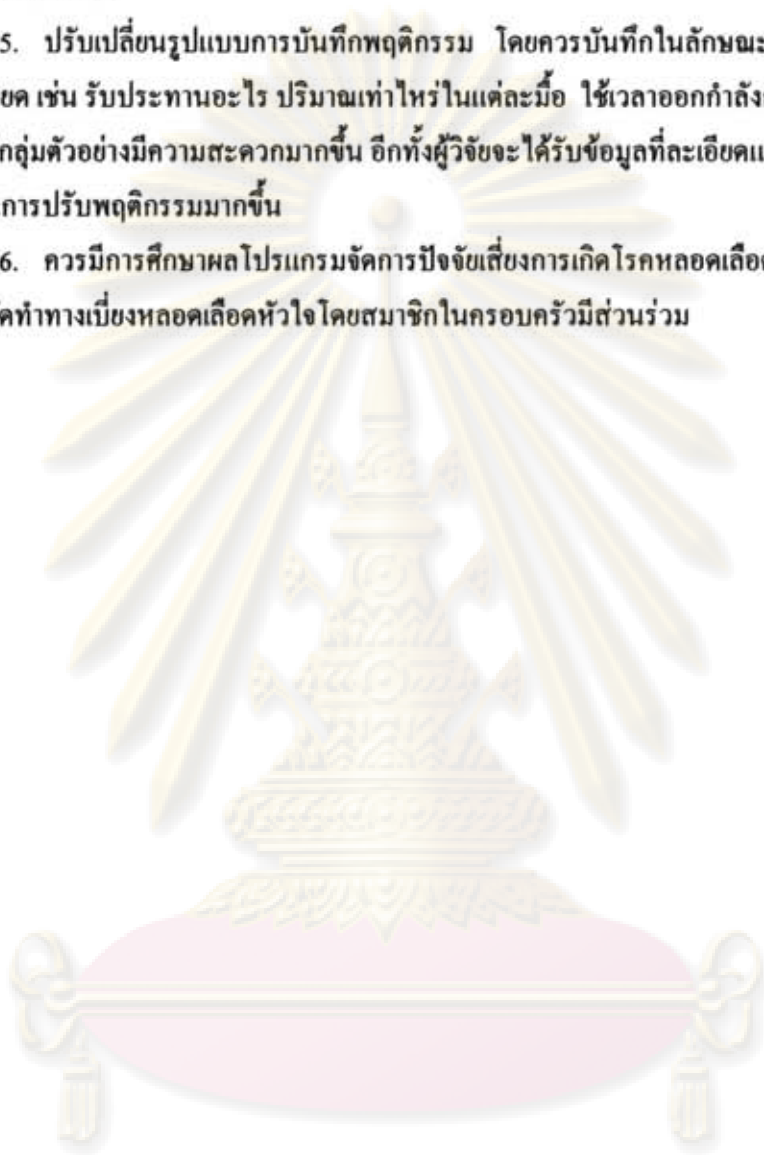 5. ปรับเปลี่ยนรูปแบบการบันทึกพฤติกรรม โดยควรบันทึกในลักษณะ
ยด เช่น รับประทานอะไร ปริมาณเท่าไหร่ในแต่ละมื้อ ใช้เวลาออกกำลัง
กลุ่มตัวอย่างมีความสะดวกมากขึ้น อีกทั้งผู้วิจัยจะได้รับข้อมูลที่ละเอียดแ
การปรับพฤติกรรมมากขึ้น
6. ควรมีการศึกษาผลโปรแกรมจัดการปัจจัยเสี่ยงการเกิดโรคหลอดเลือด
ดทำทางเบี่ยงหลอดเลือดหัวใจโดยสมาชิกในครอบครัวมีส่วนร่วม